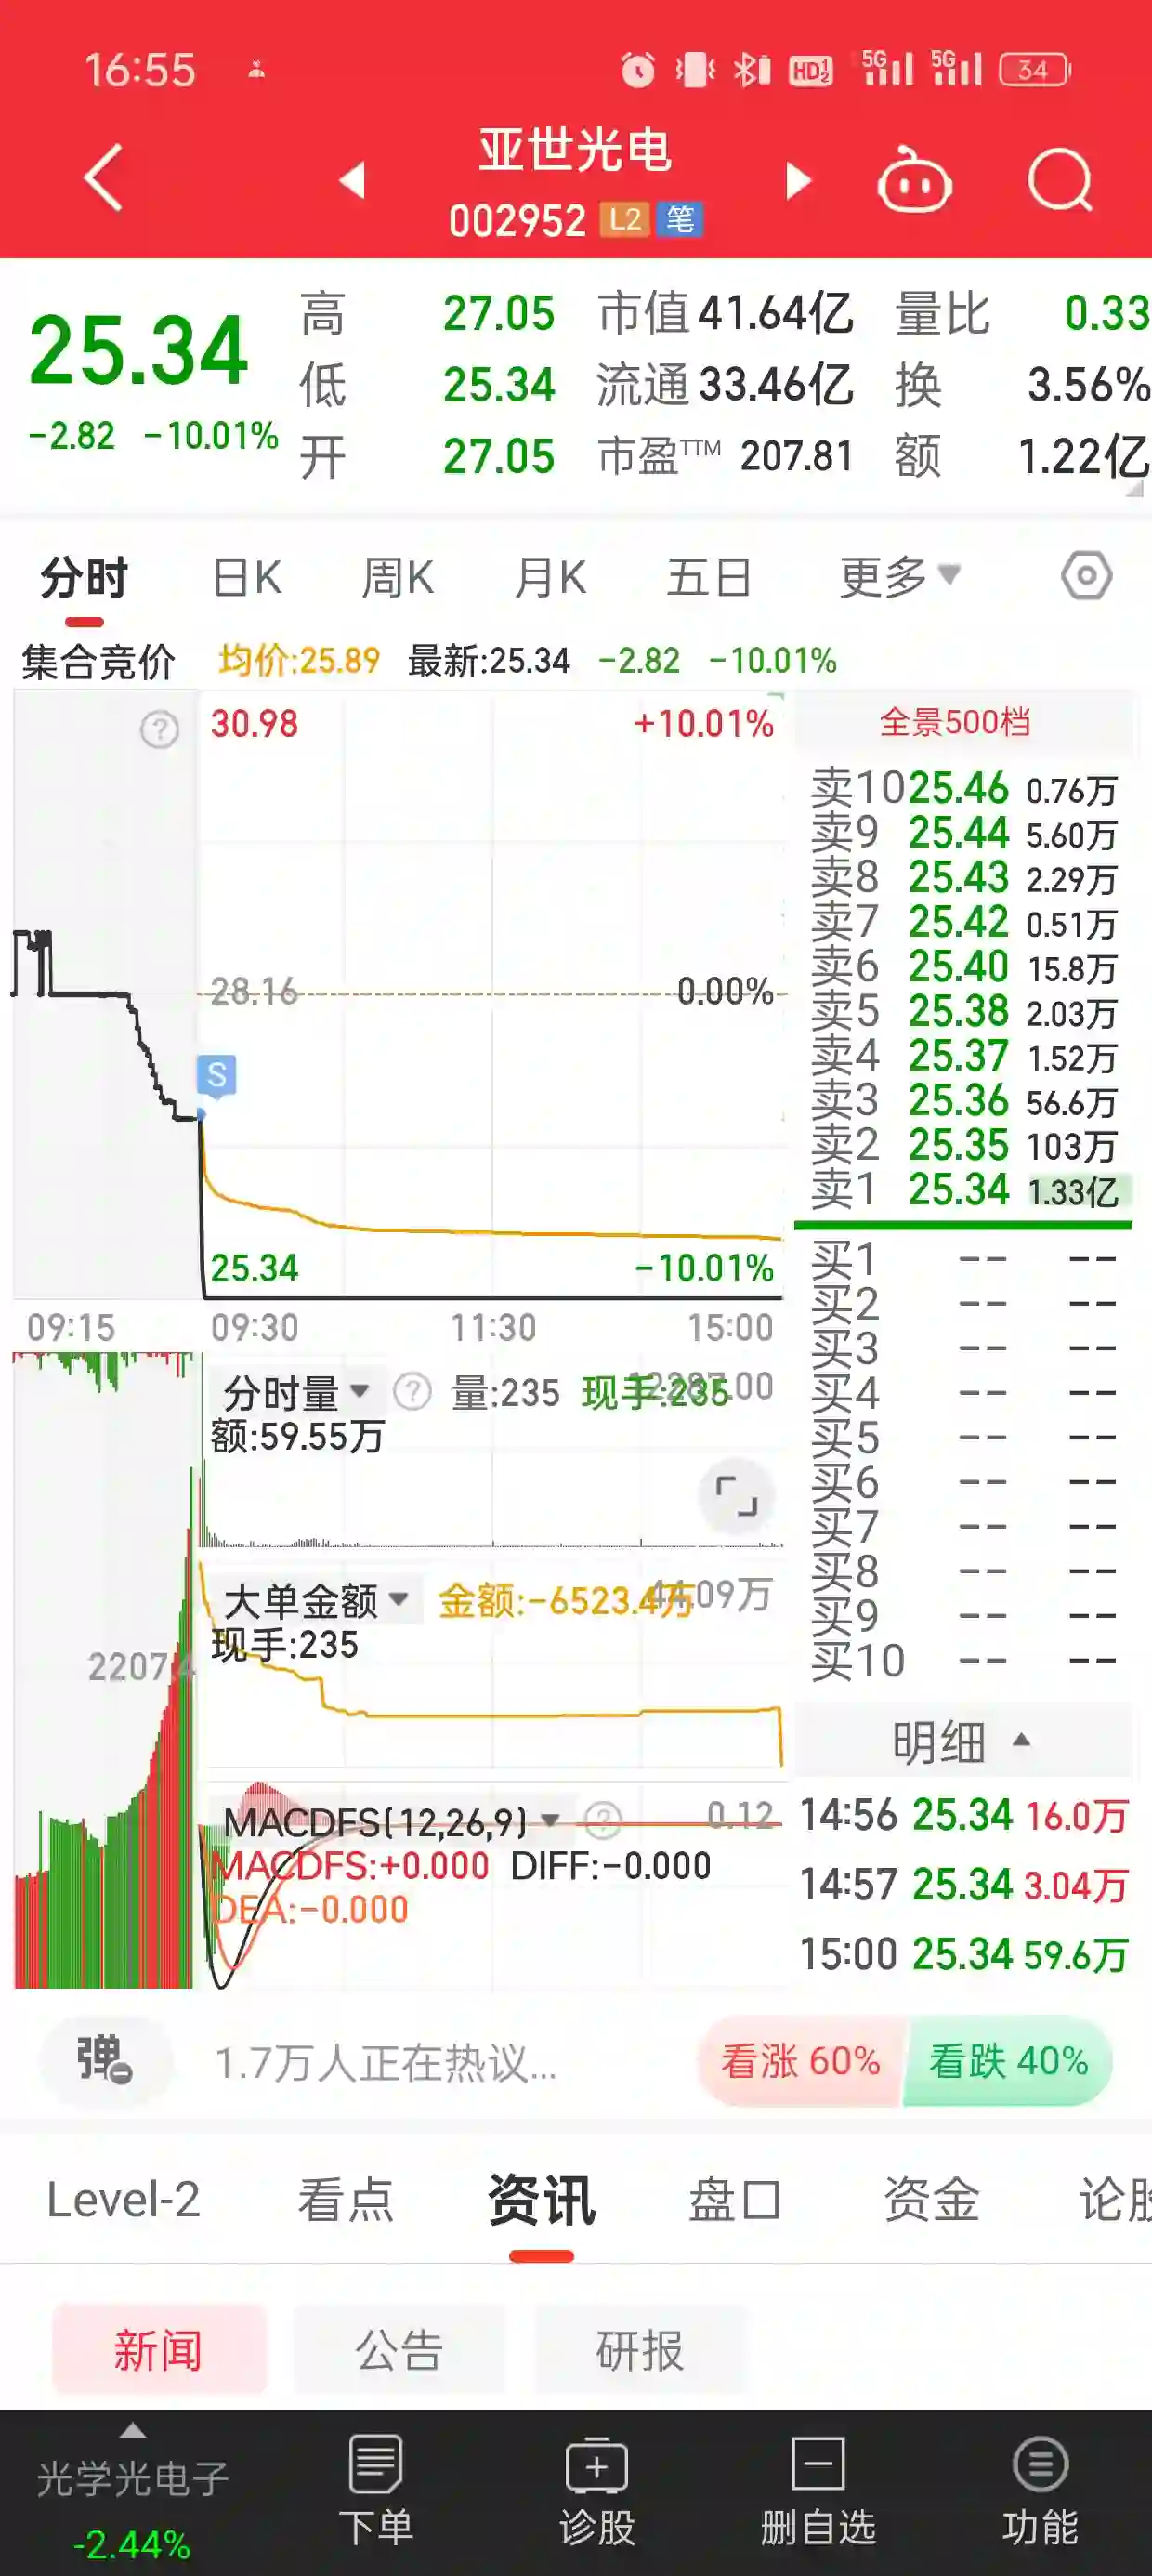 16:55
HD 1 2 5G 5G 34
亚世光电
002952 L2 笔
25.34
-2.82 -10.01%
高 27.05 市值 41.64亿 量比 0.33
低 25.34 流通 33.46亿 换 3.56%
开 27.05 市盈TTM 207.81 额 1.22亿
分时 日K 周K 月K 五日 更多
集合竞价 均价:25.89 最新:25.34 -2.82 -10.01%
30.98 +10.01%
28.16 0.00%
S
25.34 -10.01%
09:15 09:30 11:30 15:00
分时量 ? 量:235 现手:235
额:59.55万
大单金额 金额:-6523.4万
现手:235
2207.4
MACDFS(12,26,9) ? 0.12
MACDFS:+0.000 DIFF:-0.000
DEA:-0.000
全景500档
卖10 25.46 0.76万
卖9 25.44 5.60万
卖8 25.43 2.29万
卖7 25.42 0.51万
卖6 25.40 15.8万
卖5 25.38 2.03万
卖4 25.37 1.52万
卖3 25.36 56.6万
卖2 25.35 103万
卖1 25.34 1.33亿
买1 -- --
买2 -- --
买3 -- --
买4 -- --
买5 -- --
买6 -- --
买7 -- --
买8 -- --
买9 -- --
买10 -- --
明细
14:56 25.34 16.0万
14:57 25.34 3.04万
15:00 25.34 59.6万
弹 1.7万人正在热议... 看涨 60% 看跌 40%
Level-2 看点 资讯 盘口 资金 论股
新闻 公告 研报
光学光电子 下单 诊股 删自选 功能
-2.44%